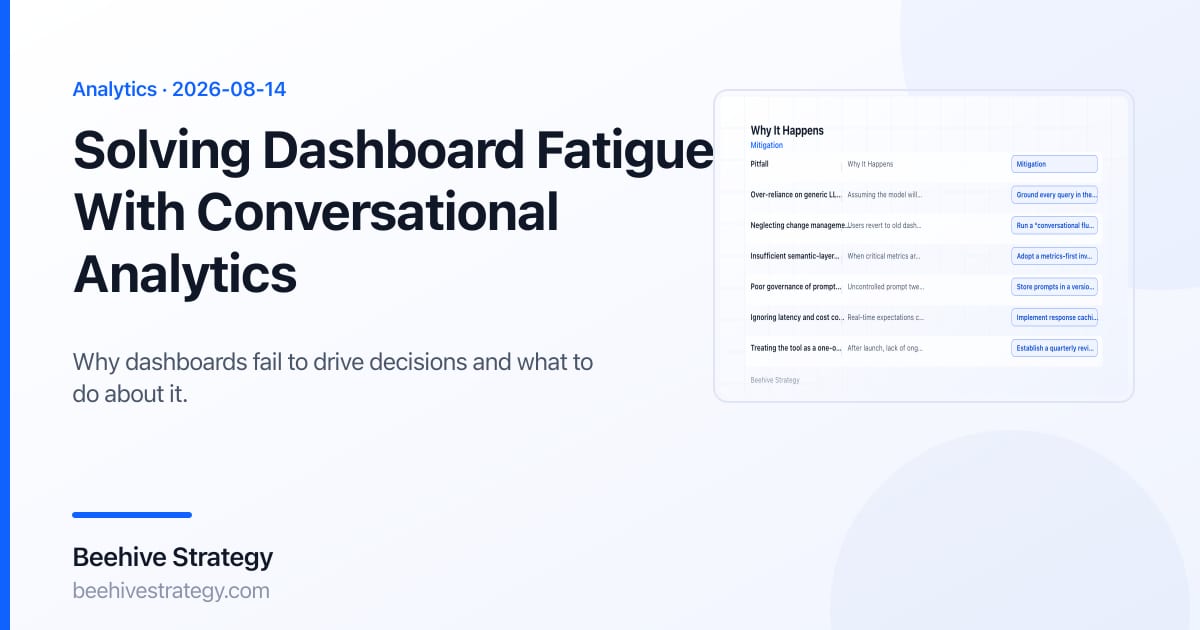 Analytics · 2026-08-14
Solving Dashboard Fatigue
With Conversational
Analytics
Why dashboards fail to drive decisions and what to
do about it.
Beehive Strategy
beehivestrategy.com
Why It Happens
Mitigation
Pitfall Why It Happens Mitigation
Over-reliance on generic LL... Assuming the model will... Ground every query in the...
Neglecting change manageme... Users revert to old dash... Run a "conversational flu...
Insufficient semantic-layer... When critical metrics ar... Adopt a metrics-first inv...
Poor governance of prompt... Uncontrolled prompt twe... Store prompts in a versio...
Ignoring latency and cost co... Real-time expectations c... Implement response cachi...
Treating the tool as a one-o... After launch, lack of ong... Establish a quarterly revi...
Beehive Strategy